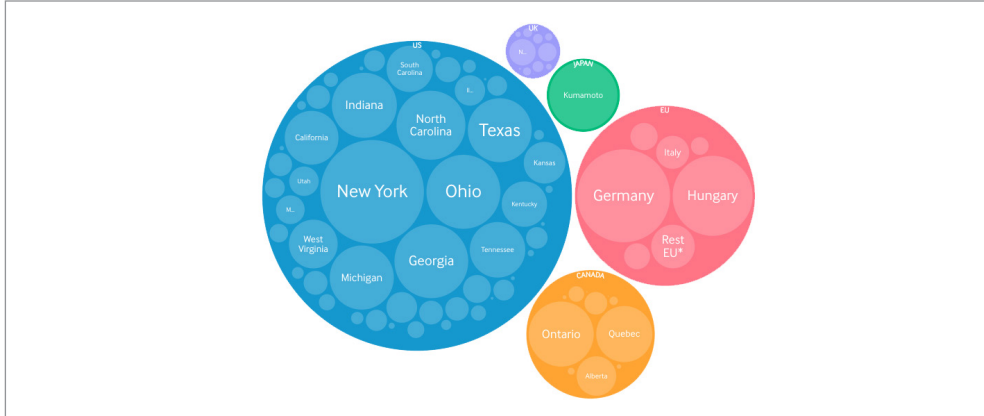 UK
N...
US
South
Carolina
JAPAN
Kumamoto
Indiana
North
Carolina
Texas
California
EU
Italy
Kansas
Utah
New York
Ohio
Germany
Hungary
Kentucky
M...
West
Virginia
Georgia
Tennessee
Rest
EU*
Michigan
CANADA
Ontario
Quebec
Alberta